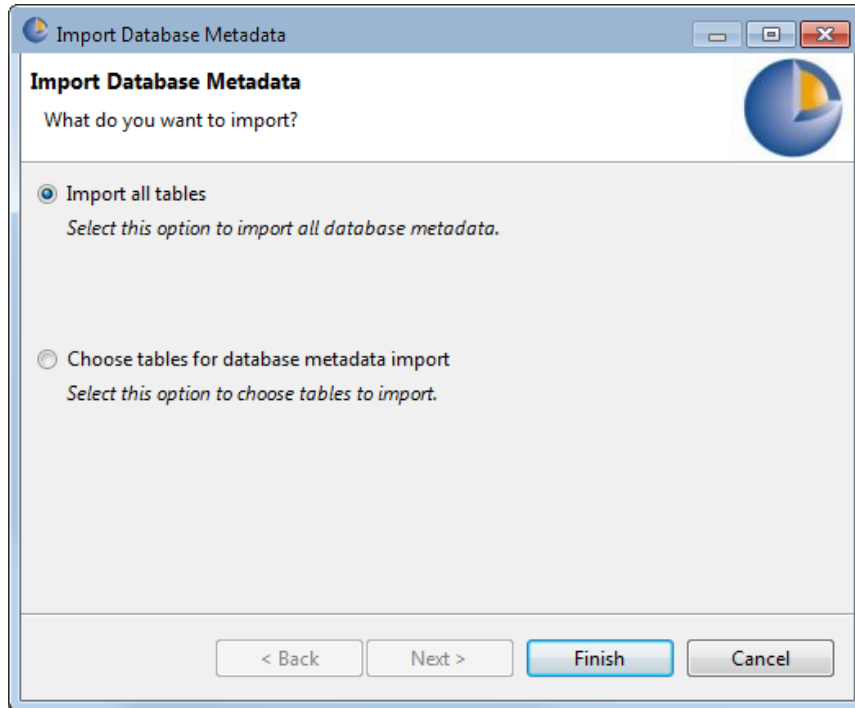 Import Database Metadata
Import Database Metadata
What do you want to import?
Import all tables
Select this option to import all database metadata.
Choose tables for database metadata import
Select this option to choose tables to import.
< Back Next > Finish Cancel